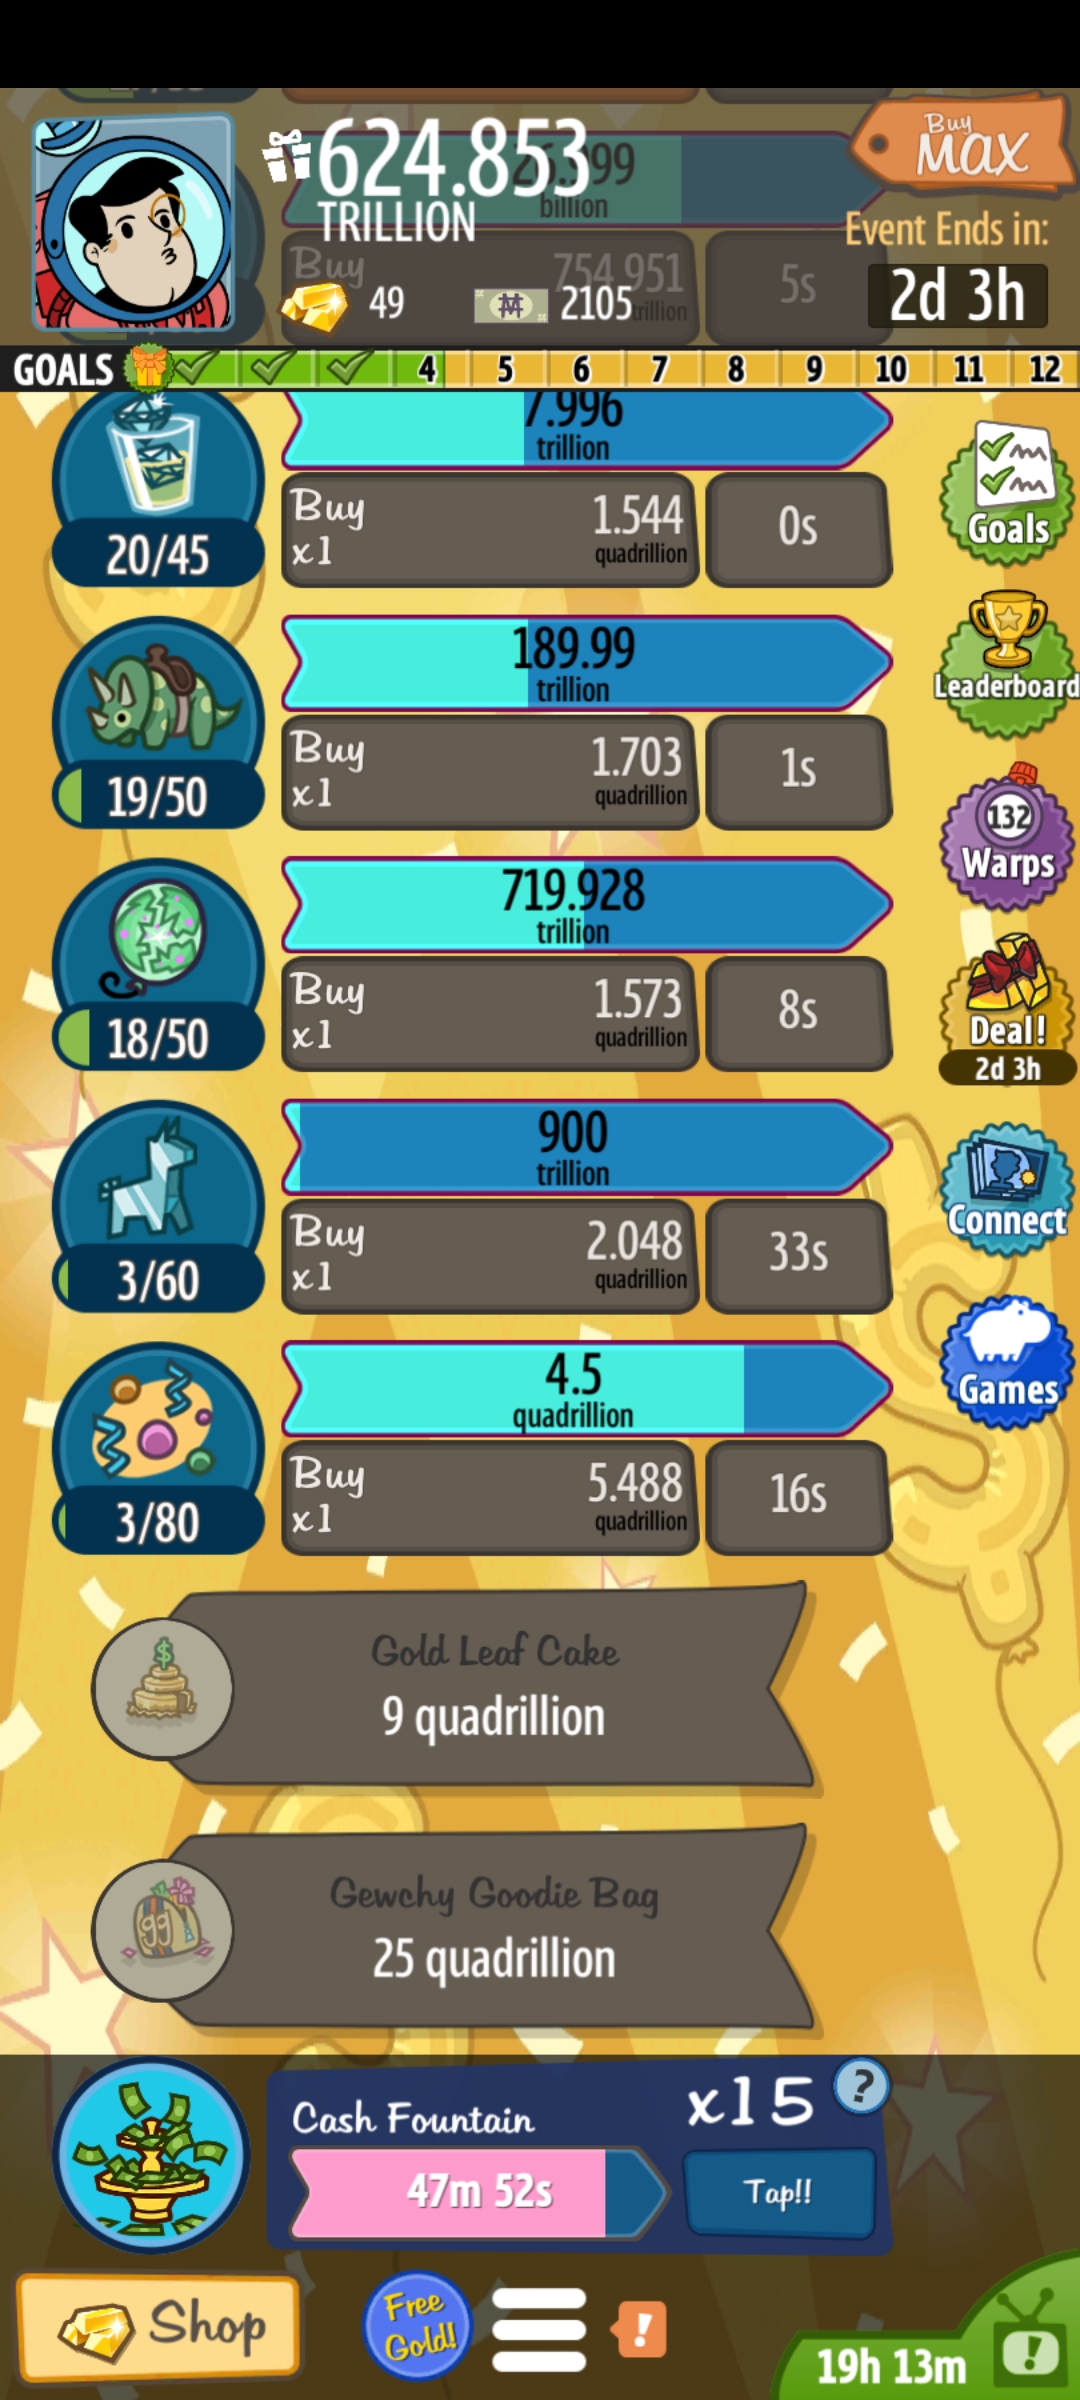 624.853
TRILLION
Buy
MAX
billion
Event Ends in:
2d 3h
Buy
754.951
trillion
5s
49
2105
GOALS
4 5 6 7 8 9 10 11 12
7.996
trillion
Buy
x1
1.544
quadrillion
0s
20/45
Goals
189.99
trillion
Buy
x1
1.703
quadrillion
1s
19/50
Leaderboard
719.928
trillion
Buy
x1
1.573
quadrillion
8s
18/50
132
Warps
Deal!
2d 3h
900
trillion
Buy
x1
2.048
quadrillion
33s
3/60
Connect
4.5
quadrillion
Buy
x1
5.488
quadrillion
16s
3/80
Games
Gold Leaf Cake
9 quadrillion
Gewchy Goodie Bag
gg
25 quadrillion
Cash Fountain
x15
?
47m 52s
Tap!!
Shop
Free
Gold!
!
19h 13m
!